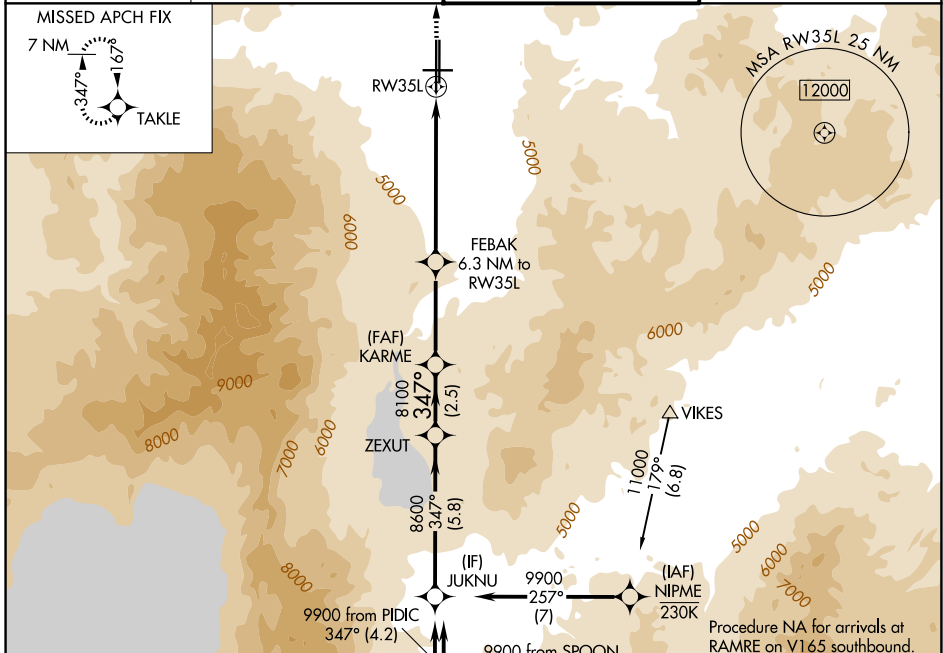 MISSED APCH FIX
7 NM
347°
167°
TAKLE
RW35L
MSA RW35L 25 NM
12000
5000
5000
6000
FEBAK
6.3 NM to
RW35L
5000
6000
(FAF)
KARME
9000
8100
347°
(2.5)
VIKES
8000
7000
6000
ZEXUT
11000
179°
(6.8)
8600
347°
(5.8)
5000
5000
6000
7000
8000
(IF)
JUKNU
9900
257°
(7)
(IAF)
NIPME
230K
9900 from PIDIC
347° (4.2)
9900 from SPOON
Procedure NA for arrivals at
RAMRE on V165 southbound.